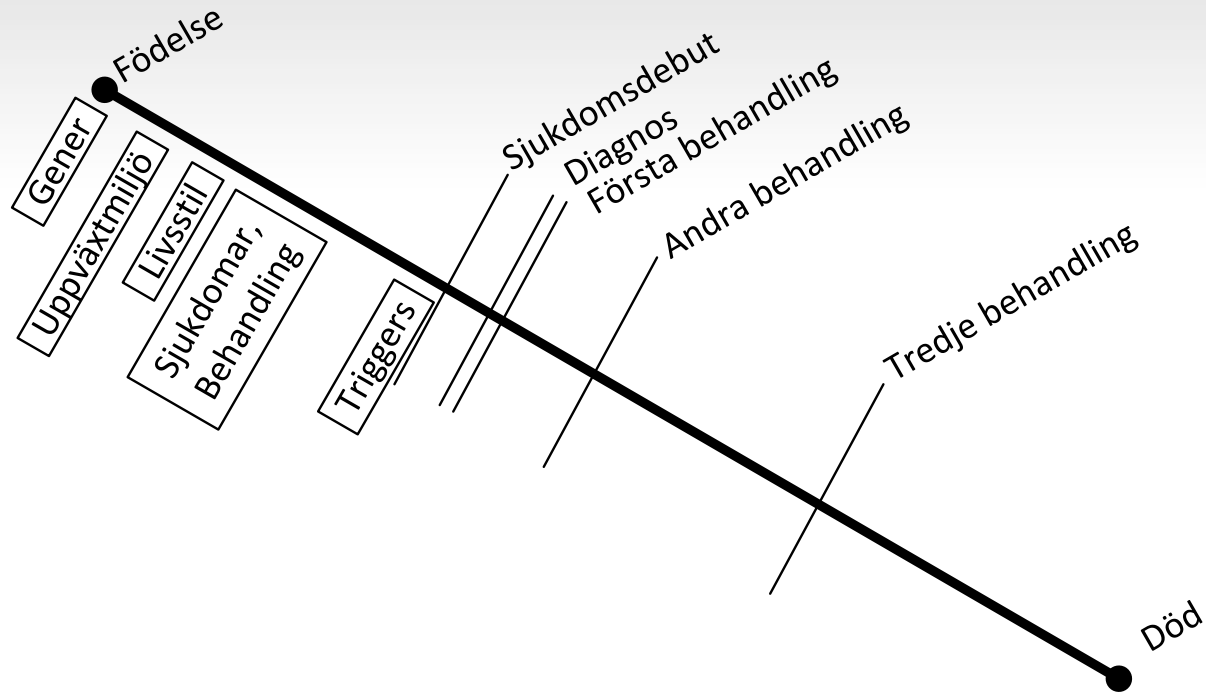 Födelse
Gener
Uppväxtmiljö
Livsstil
Sjukdomar,
Behandling
Triggers
Sjukdomsdebut
Diagnos
Första behandling
Andra behandling
Tredje behandling
Död